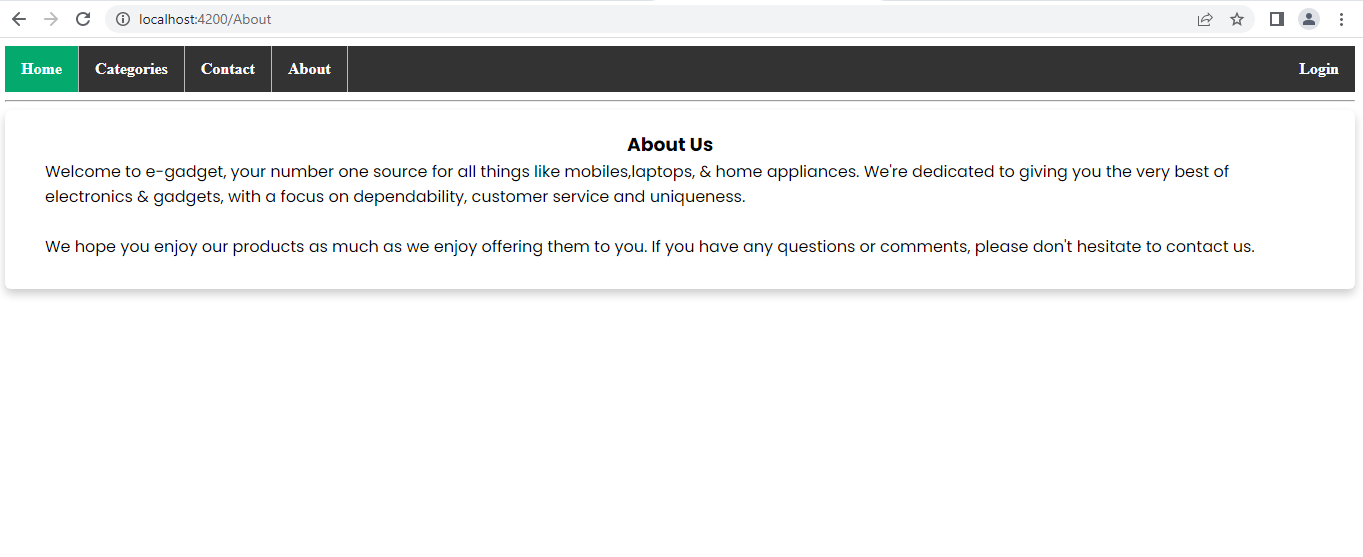 localhost:4200/About
Home Categories Contact About Login
About Us
Welcome to e-gadget, your number one source for all things like mobiles,laptops, & home appliances. We're dedicated to giving you the very best of
electronics & gadgets, with a focus on dependability, customer service and uniqueness.
We hope you enjoy our products as much as we enjoy offering them to you. If you have any questions or comments, please don't hesitate to contact us.